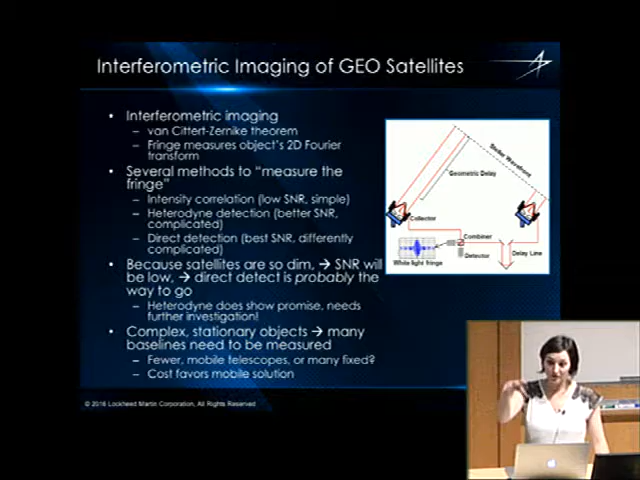 Interferometric Imaging of GEO Satellites
• Interferometric imaging
– van Cittert-Zernike theorem
– Fringe measures object's 2D Fourier
transform
• Several methods to "measure the
fringe"
– Intensity correlation (low SNR, simple)
– Heterodyne detection (better SNR,
complicated)
– Direct detection (best SNR, differently
complicated)
• Because satellites are so dim, → SNR will
be low, → direct detect is probably the
way to go
– Heterodyne does show promise, needs
further investigation!
• Complex, stationary objects → many
baselines need to be measured
– Fewer, mobile telescopes, or many fixed?
– Cost favors mobile solution
Stellar Wavefront
Geometric Delay
Collector
Combiner
Delay Line
Detector
White light fringe
© 2016 Lockheed Martin Corporation, All Rights Reserved